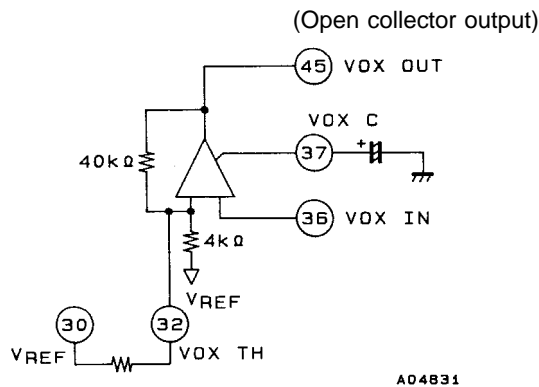 (Open collector output)
45 VOX OUT
VOX C
37 +
40kΩ
36 VOX IN
4kΩ
VREF
30 32
VREF VOX TH
A04831